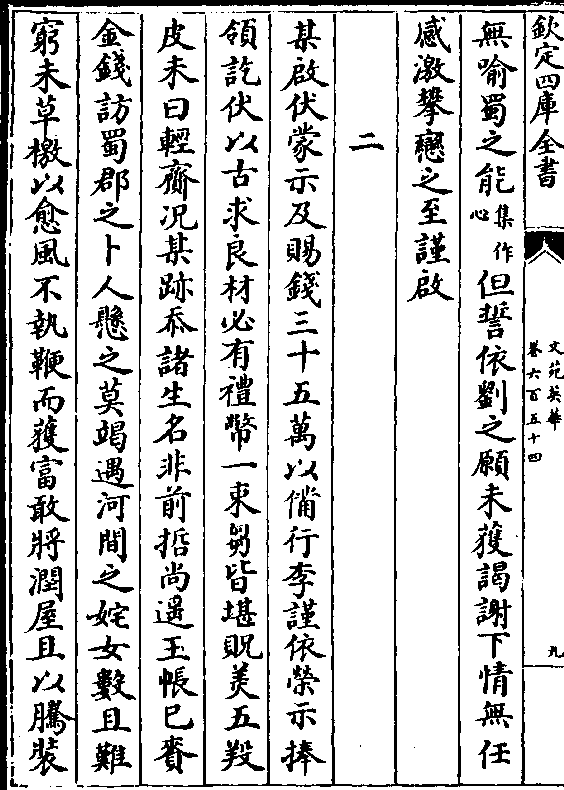 欽定四庫全書
文苑英華
卷六百五十四
九
無喻蜀之能集作心但誓依劉之願未獲謁謝下情無任
感激攀戀之至謹啟
二
某啟伏蒙示及賜錢三十五萬以備行李謹依榮示捧
領訖伏以古求良材必有禮幣一束芻皆堪貺美五羖
皮未曰輕齎况某跡忝諸生名非前哲尚遥玉帳已賚
金錢訪蜀郡之卜人懸之莫竭遇河間之姹女數且難
窮未草檄以愈風不執鞭而獲富敢將潤屋且以騰裝